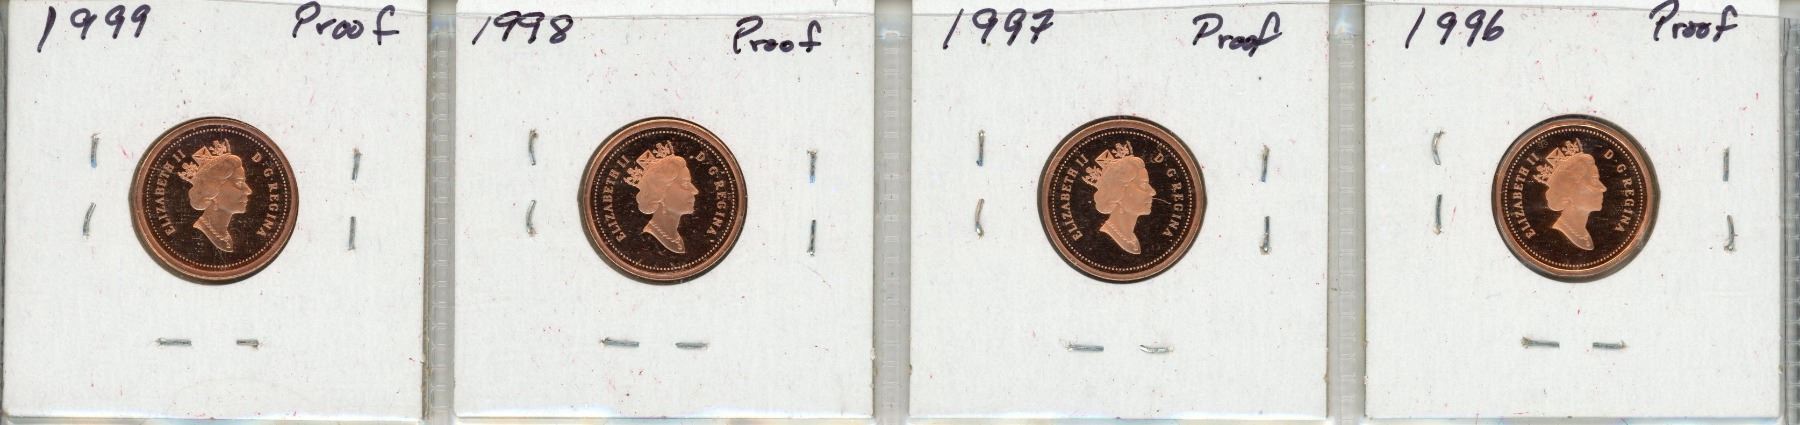 1999 Proof
ELIZABETH II D·G·REGINA
1998 Proof
ELIZABETH II D·G·REGINA
1997 Proof
ELIZABETH II D·G·REGINA
1996 Proof
ELIZABETH II D·G·REGINA